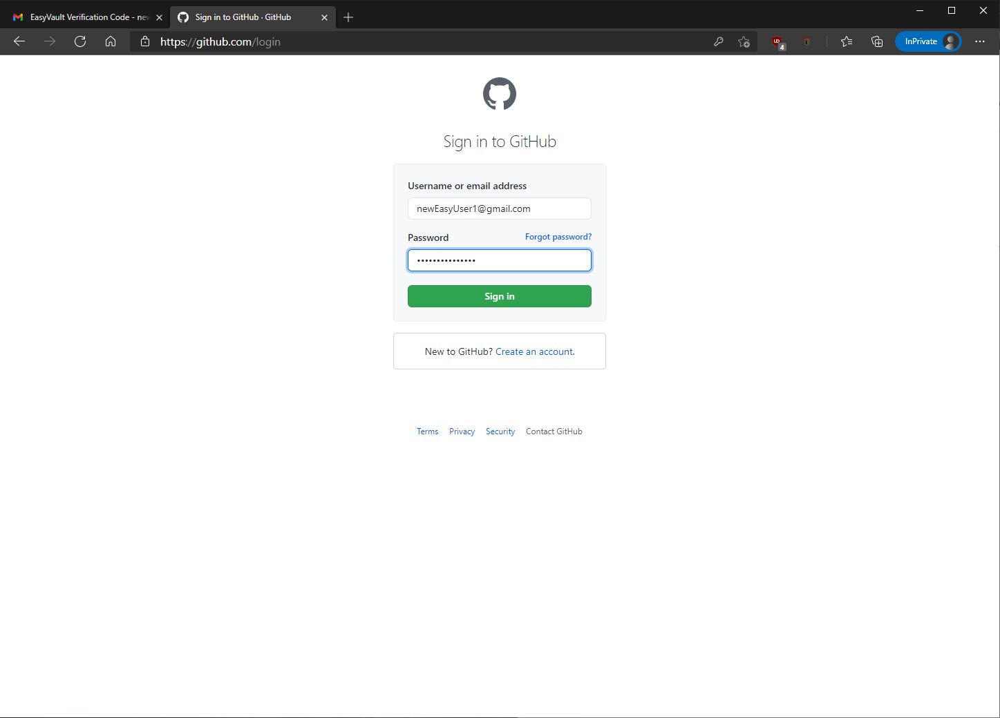 EasyVault Verification Code - new
Sign in to GitHub · GitHub
https://github.com/login
4
InPrivate
Sign in to GitHub
Username or email address
newEasyUser1@gmail.com
Password Forgot password?
•••••••••••••••
Sign in
New to GitHub? Create an account.
Terms Privacy Security Contact GitHub